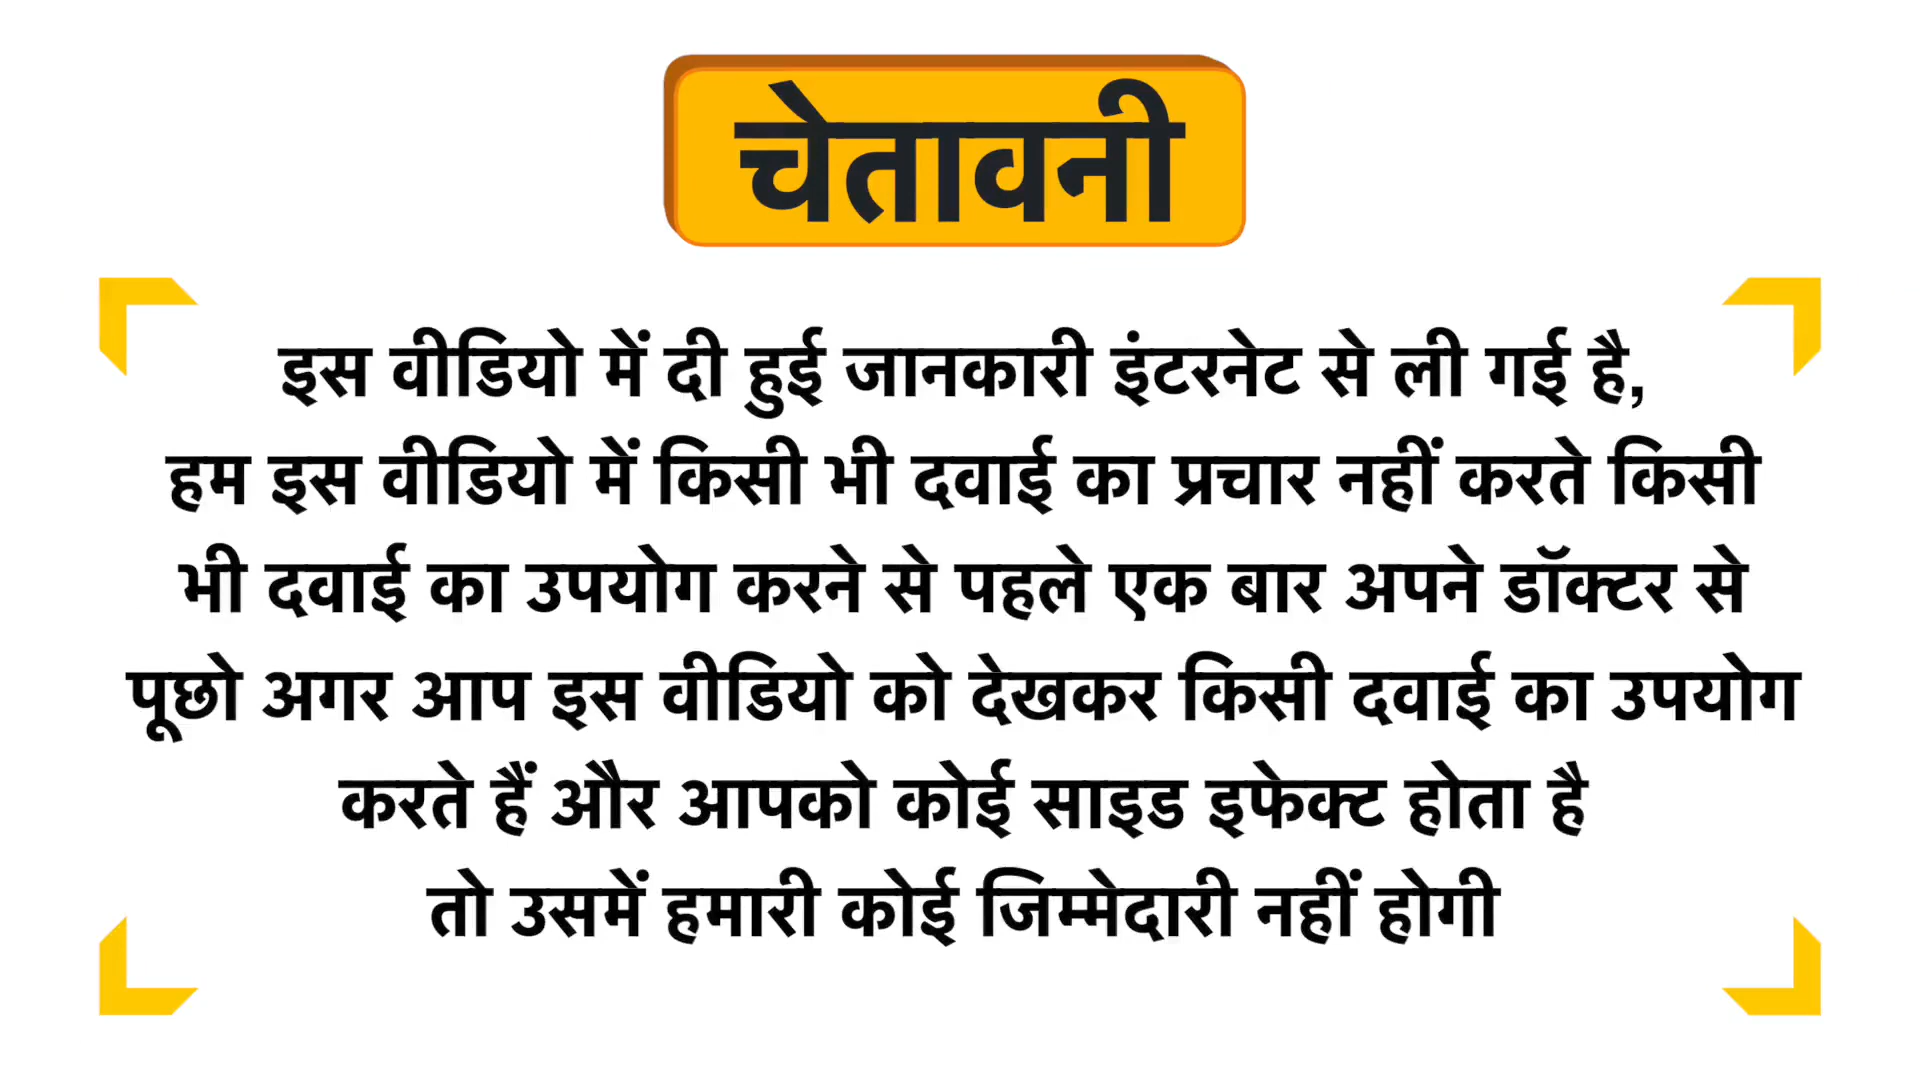 चेतावनी
इस वीडियो में दी हुई जानकारी इंटरनेट से ली गई है,
हम इस वीडियो में किसी भी दवाई का प्रचार नहीं करते किसी
भी दवाई का उपयोग करने से पहले एक बार अपने डॉक्टर से
पूछो अगर आप इस वीडियो को देखकर किसी दवाई का उपयोग
करते हैं और आपको कोई साइड इफेक्ट होता है
तो उसमें हमारी कोई जिम्मेदारी नहीं होगी